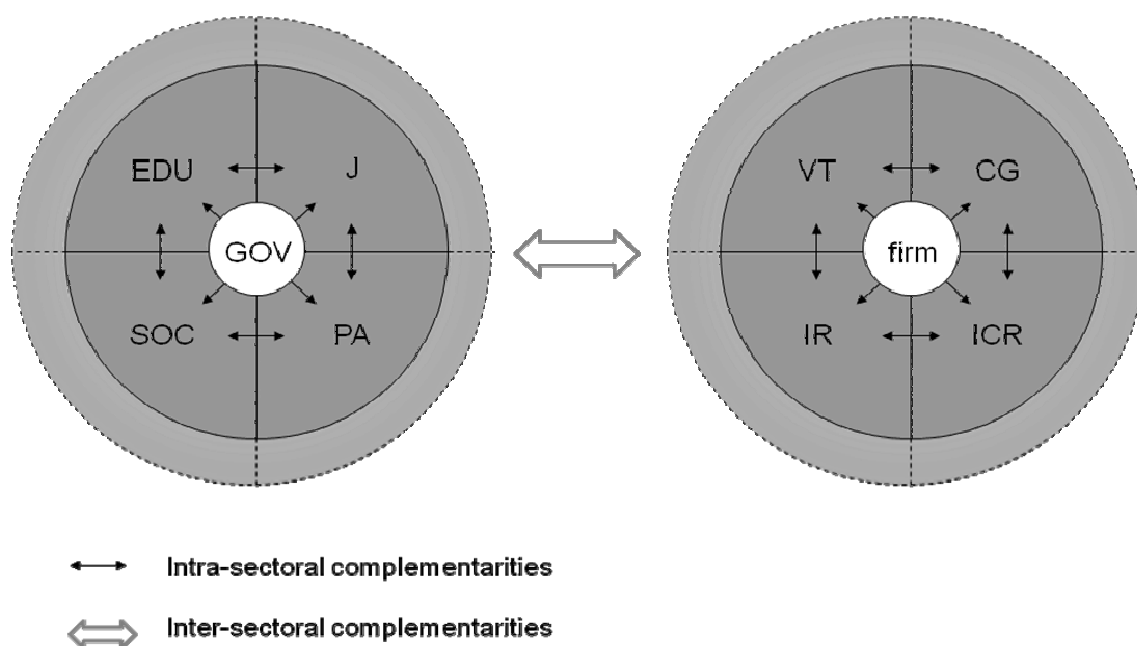 EDU
J
GOV
SOC
PA
VT
CG
firm
IR
ICR
Intra-sectoral complementarities
Inter-sectoral complementarities